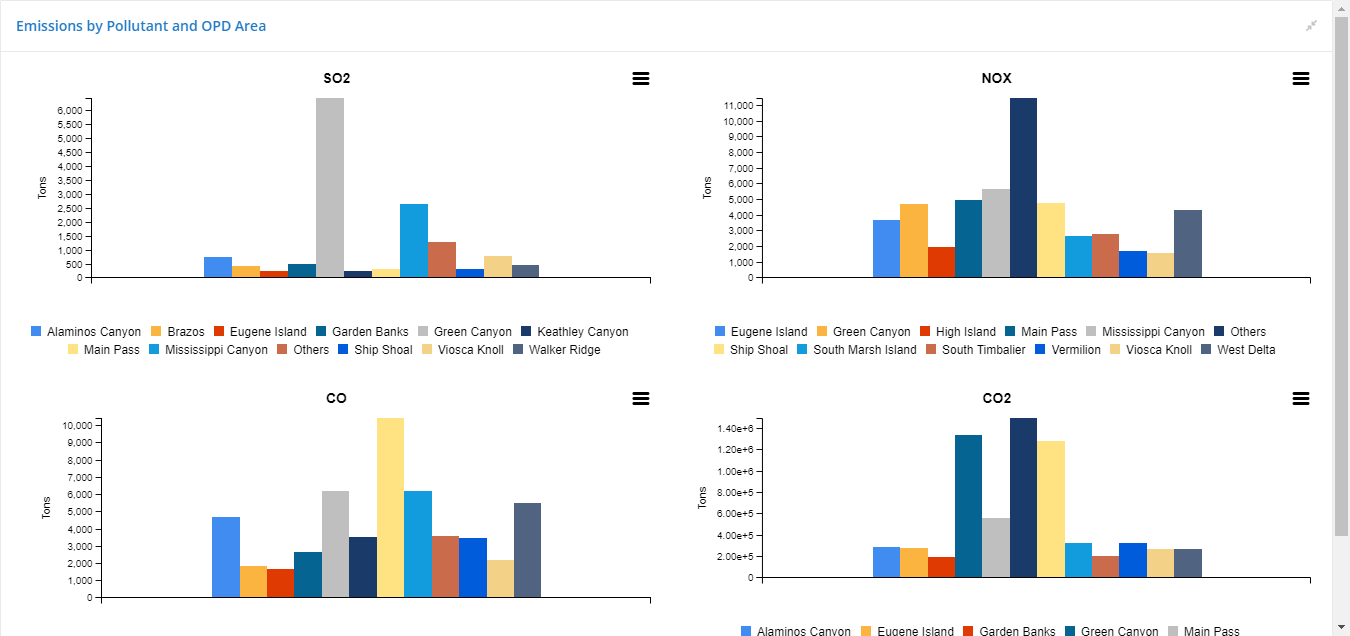 Emissions by Pollutant and OPD Area
SO2
6,000
5,500
5,000
4,500
4,000
3,500
3,000
2,500
2,000
1,500
1,000
500
0
Tons
Alaminos Canyon Brazos Eugene Island Garden Banks Green Canyon Keathley Canyon
Main Pass Mississippi Canyon Others Ship Shoal Viosca Knoll Walker Ridge
NOX
11,000
10,000
9,000
8,000
7,000
6,000
5,000
4,000
3,000
2,000
1,000
0
Tons
Eugene Island Green Canyon High Island Main Pass Mississippi Canyon Others
Ship Shoal South Marsh Island South Timbalier Vermilion Viosca Knoll West Delta
CO
10,000
9,000
8,000
7,000
6,000
5,000
4,000
3,000
2,000
1,000
0
Tons
CO2
1.40e+6
1.20e+6
1.00e+6
8.00e+5
6.00e+5
4.00e+5
2.00e+5
0
Tons
Alaminos Canyon Eugene Island Garden Banks Green Canyon Main Pass